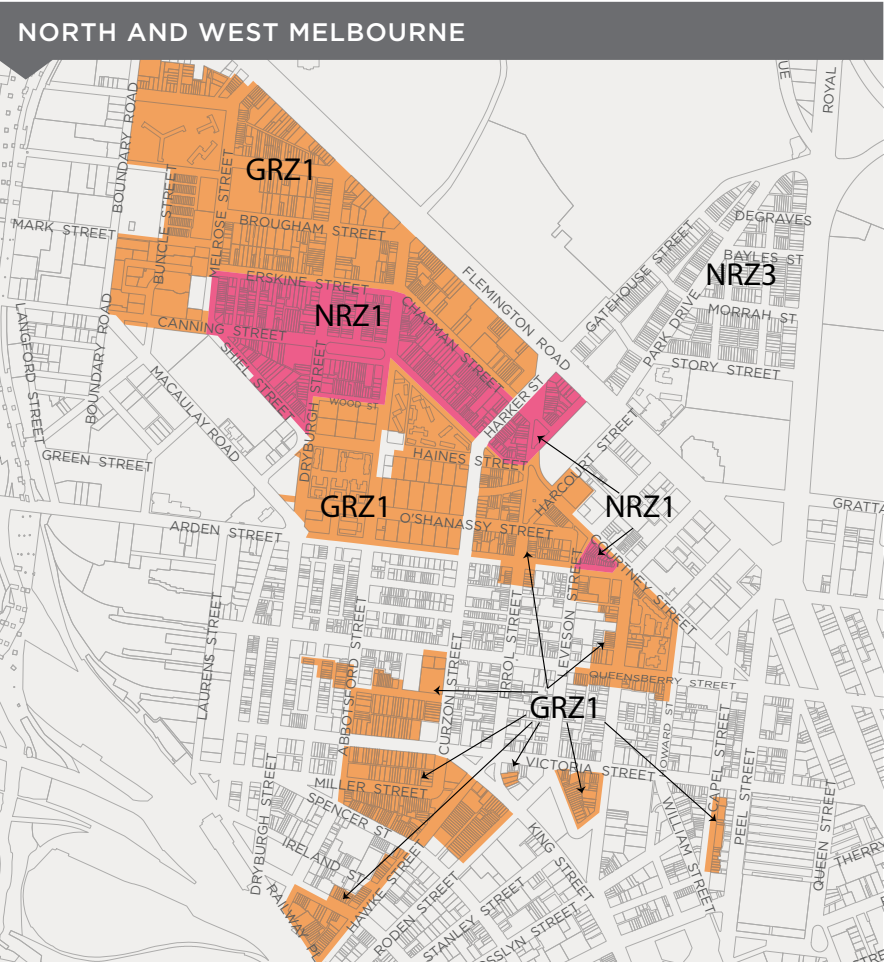 NORTH AND WEST MELBOURNE
ROYAL
BOUNDARY ROAD
GRZ1
MELROSE STREET
BUNCLE STREET
MARK STREET
BROUGHAM STREET
DEGRAVES
BAYLES ST
NRZ3
MORRAH ST
GATEHOUSE STREET
PARK DRIVE
STORY STREET
FLEMINGTON ROAD
ERSKINE STREET
NRZ1
CHAPMAN STREET
CANNING STREET
LANGFORD STREET
BOUNDARY ROAD
SHIEL STREET
DRYBURGH STREET
WOOD ST
MACAULAY ROAD
HARKER ST
HAINES STREET
HARCOURT STREET
GREEN STREET
GRZ1
NRZ1
O'SHANASSY STREET
ARDEN STREET
GRATTA
COURTNEY STREET
LAURENS STREET
ABBOTSFORD STREET
CURZON STREET
ERROL STREET
EVESON STREET
QUEENSBERRY STREET
GRZ1
OWARD ST
CAPEL STREET
PEEL STREET
VICTORIA STREET
MILLER STREET
SPENCER ST
IRELAND ST
DRYBURGH STREET
RAILWAY PL
HAWKE STREET
RODEN STREET
STANLEY STREET
OSSLYN STREET
KING STREET
WILLIAM STREET
QUEEN STREET
THERRY